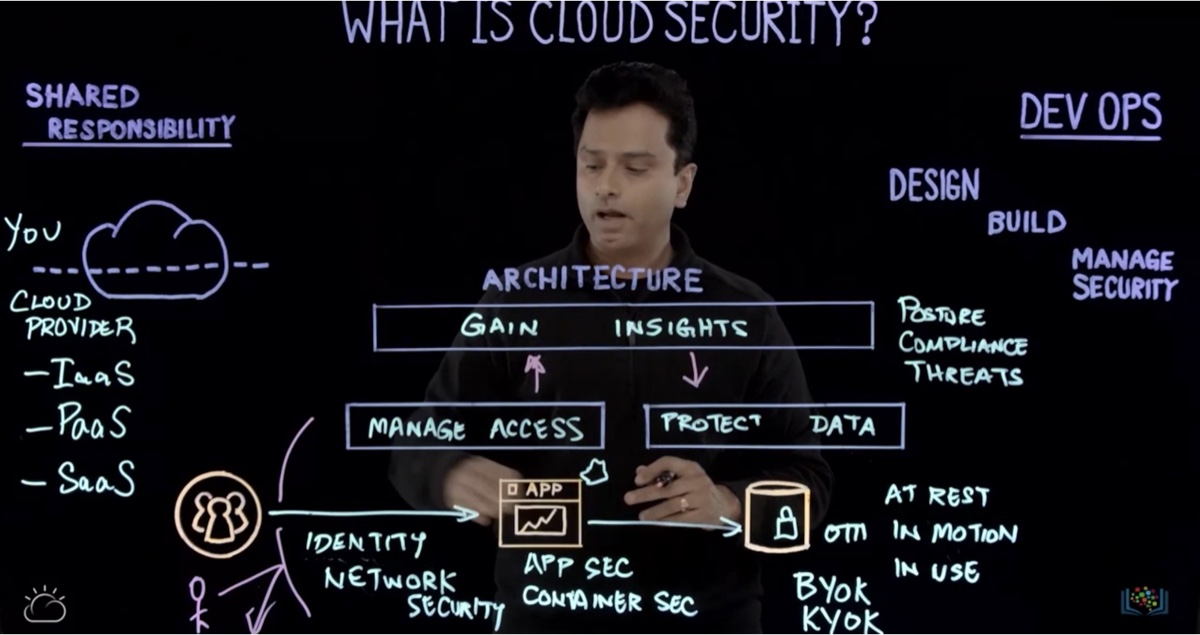 WHAT IS CLOUD SECURITY?
SHARED
RESPONSIBILITY
YOU
CLOUD
PROVIDER
- IaaS
- PaaS
- SaaS
ARCHITECTURE
GAIN INSIGHTS
MANAGE ACCESS
PROTECT DATA
POSTURE
COMPLIANCE
THREATS
DEV OPS
DESIGN
BUILD
MANAGE
SECURITY
IDENTITY
NETWORK
SECURITY
APP
APP SEC
CONTAINER SEC
AT REST
IN MOTION
IN USE
BYOK
KYOK